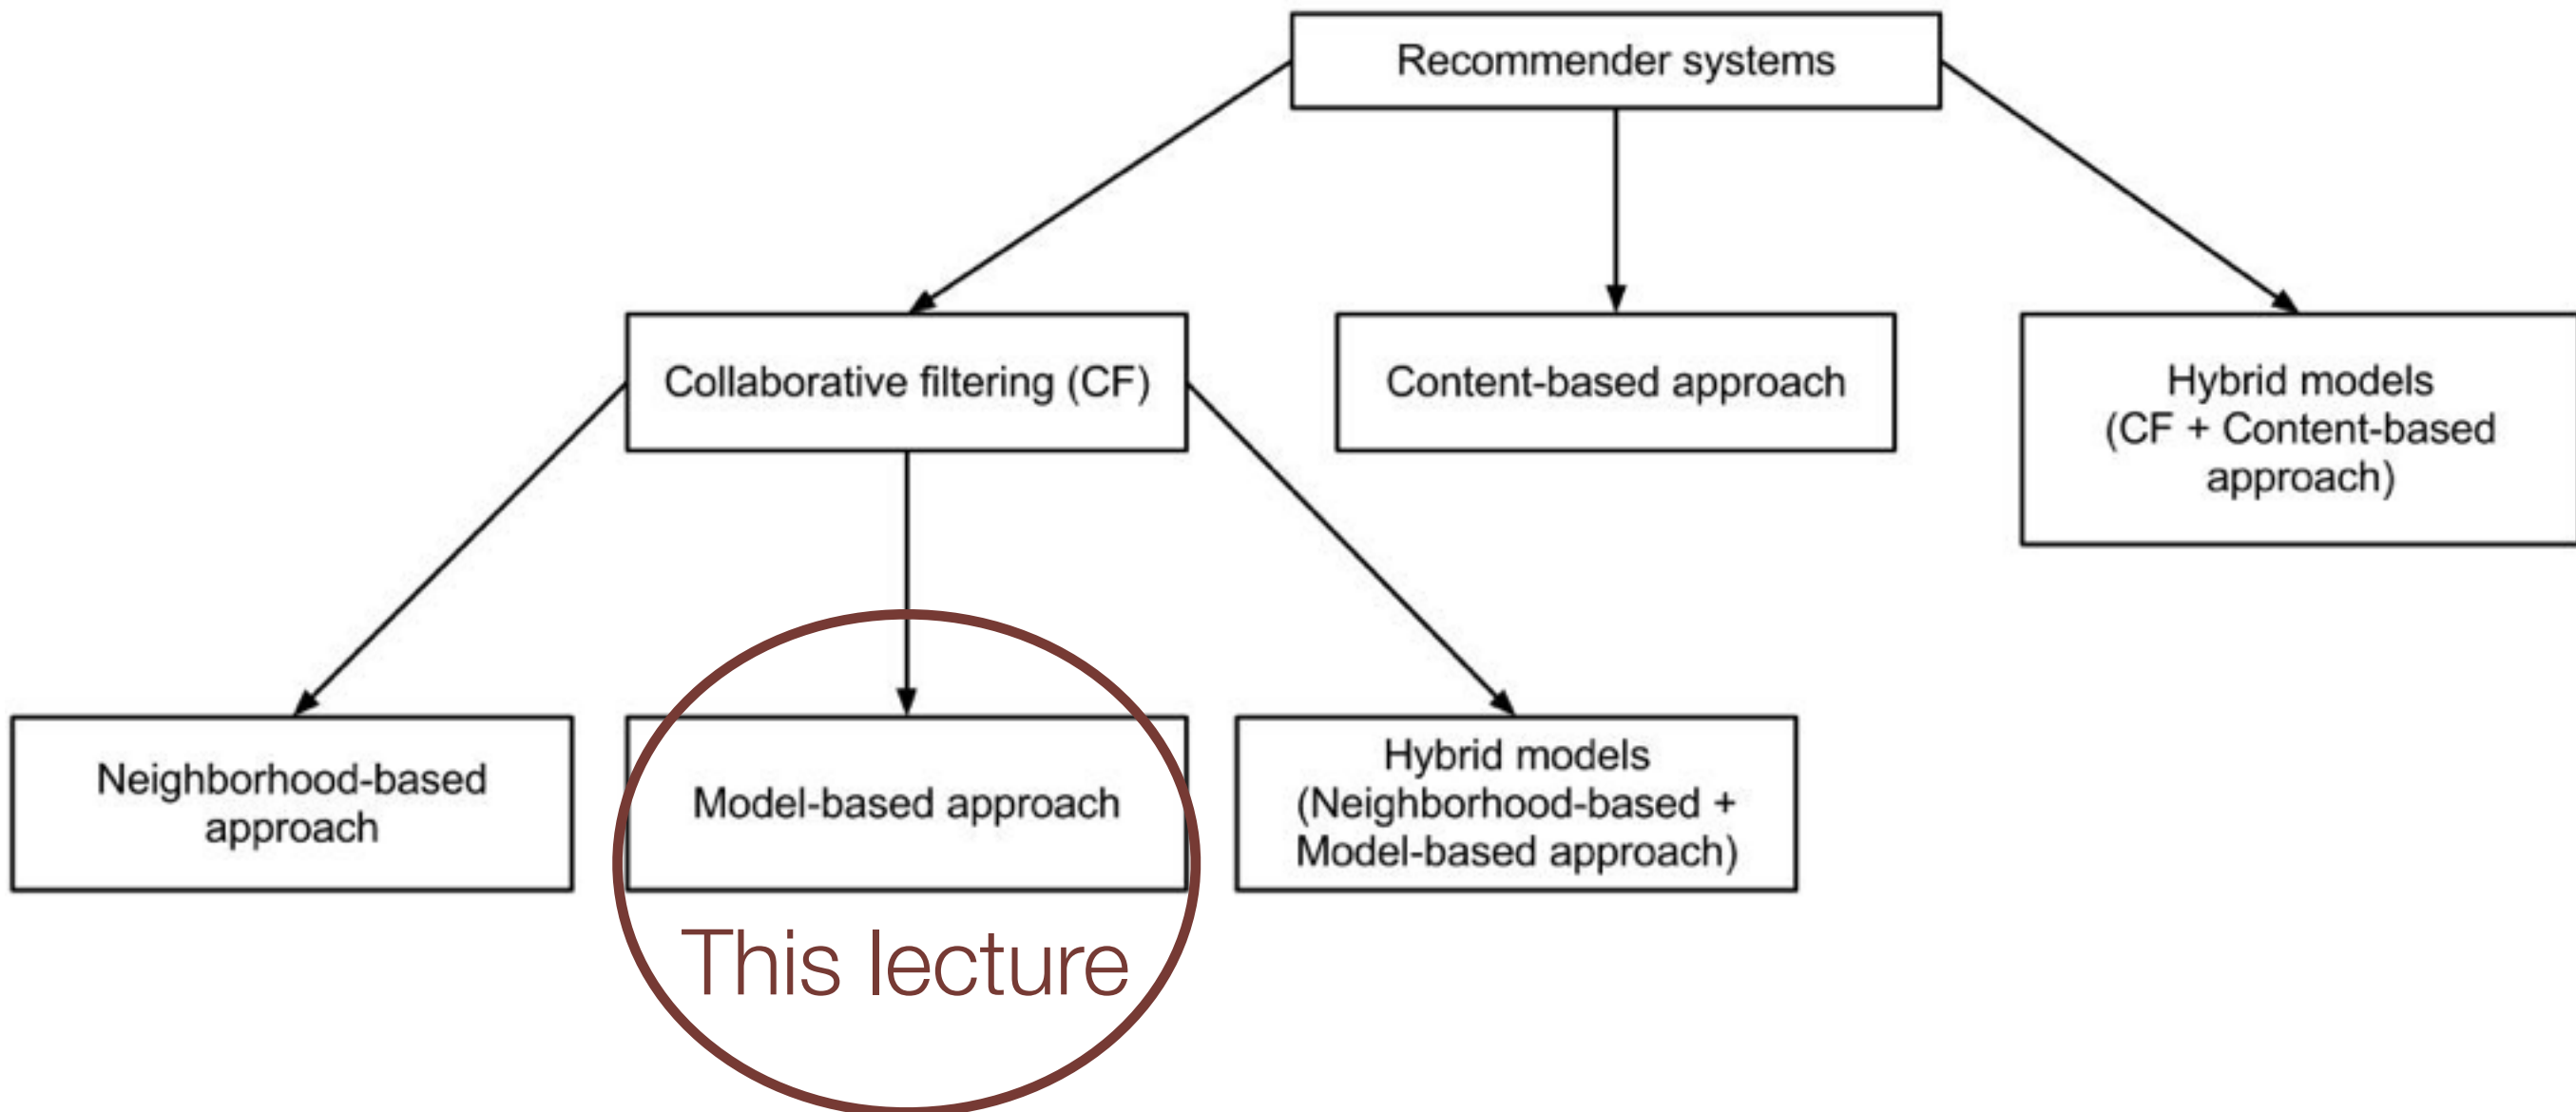 Recommender systems
Collaborative filtering (CF)
Content-based approach
Hybrid models
(CF + Content-based
approach)
Neighborhood-based
approach
Model-based approach
Hybrid models
(Neighborhood-based +
Model-based approach)
This lecture